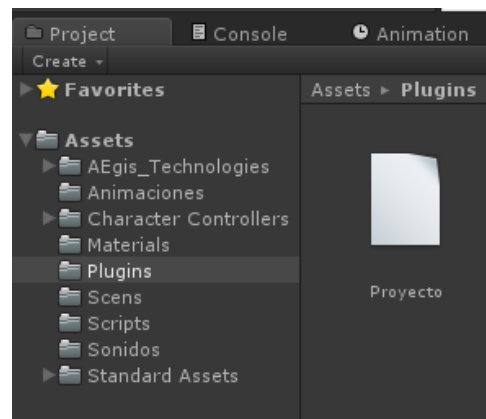 Project Console Animation
Create
Favorites
Assets ▸ Plugins
Assets
AEgis_Technologies
Animaciones
Character Controllers
Materials
Plugins
Scens
Scripts
Sonidos
Standard Assets
Proyecto